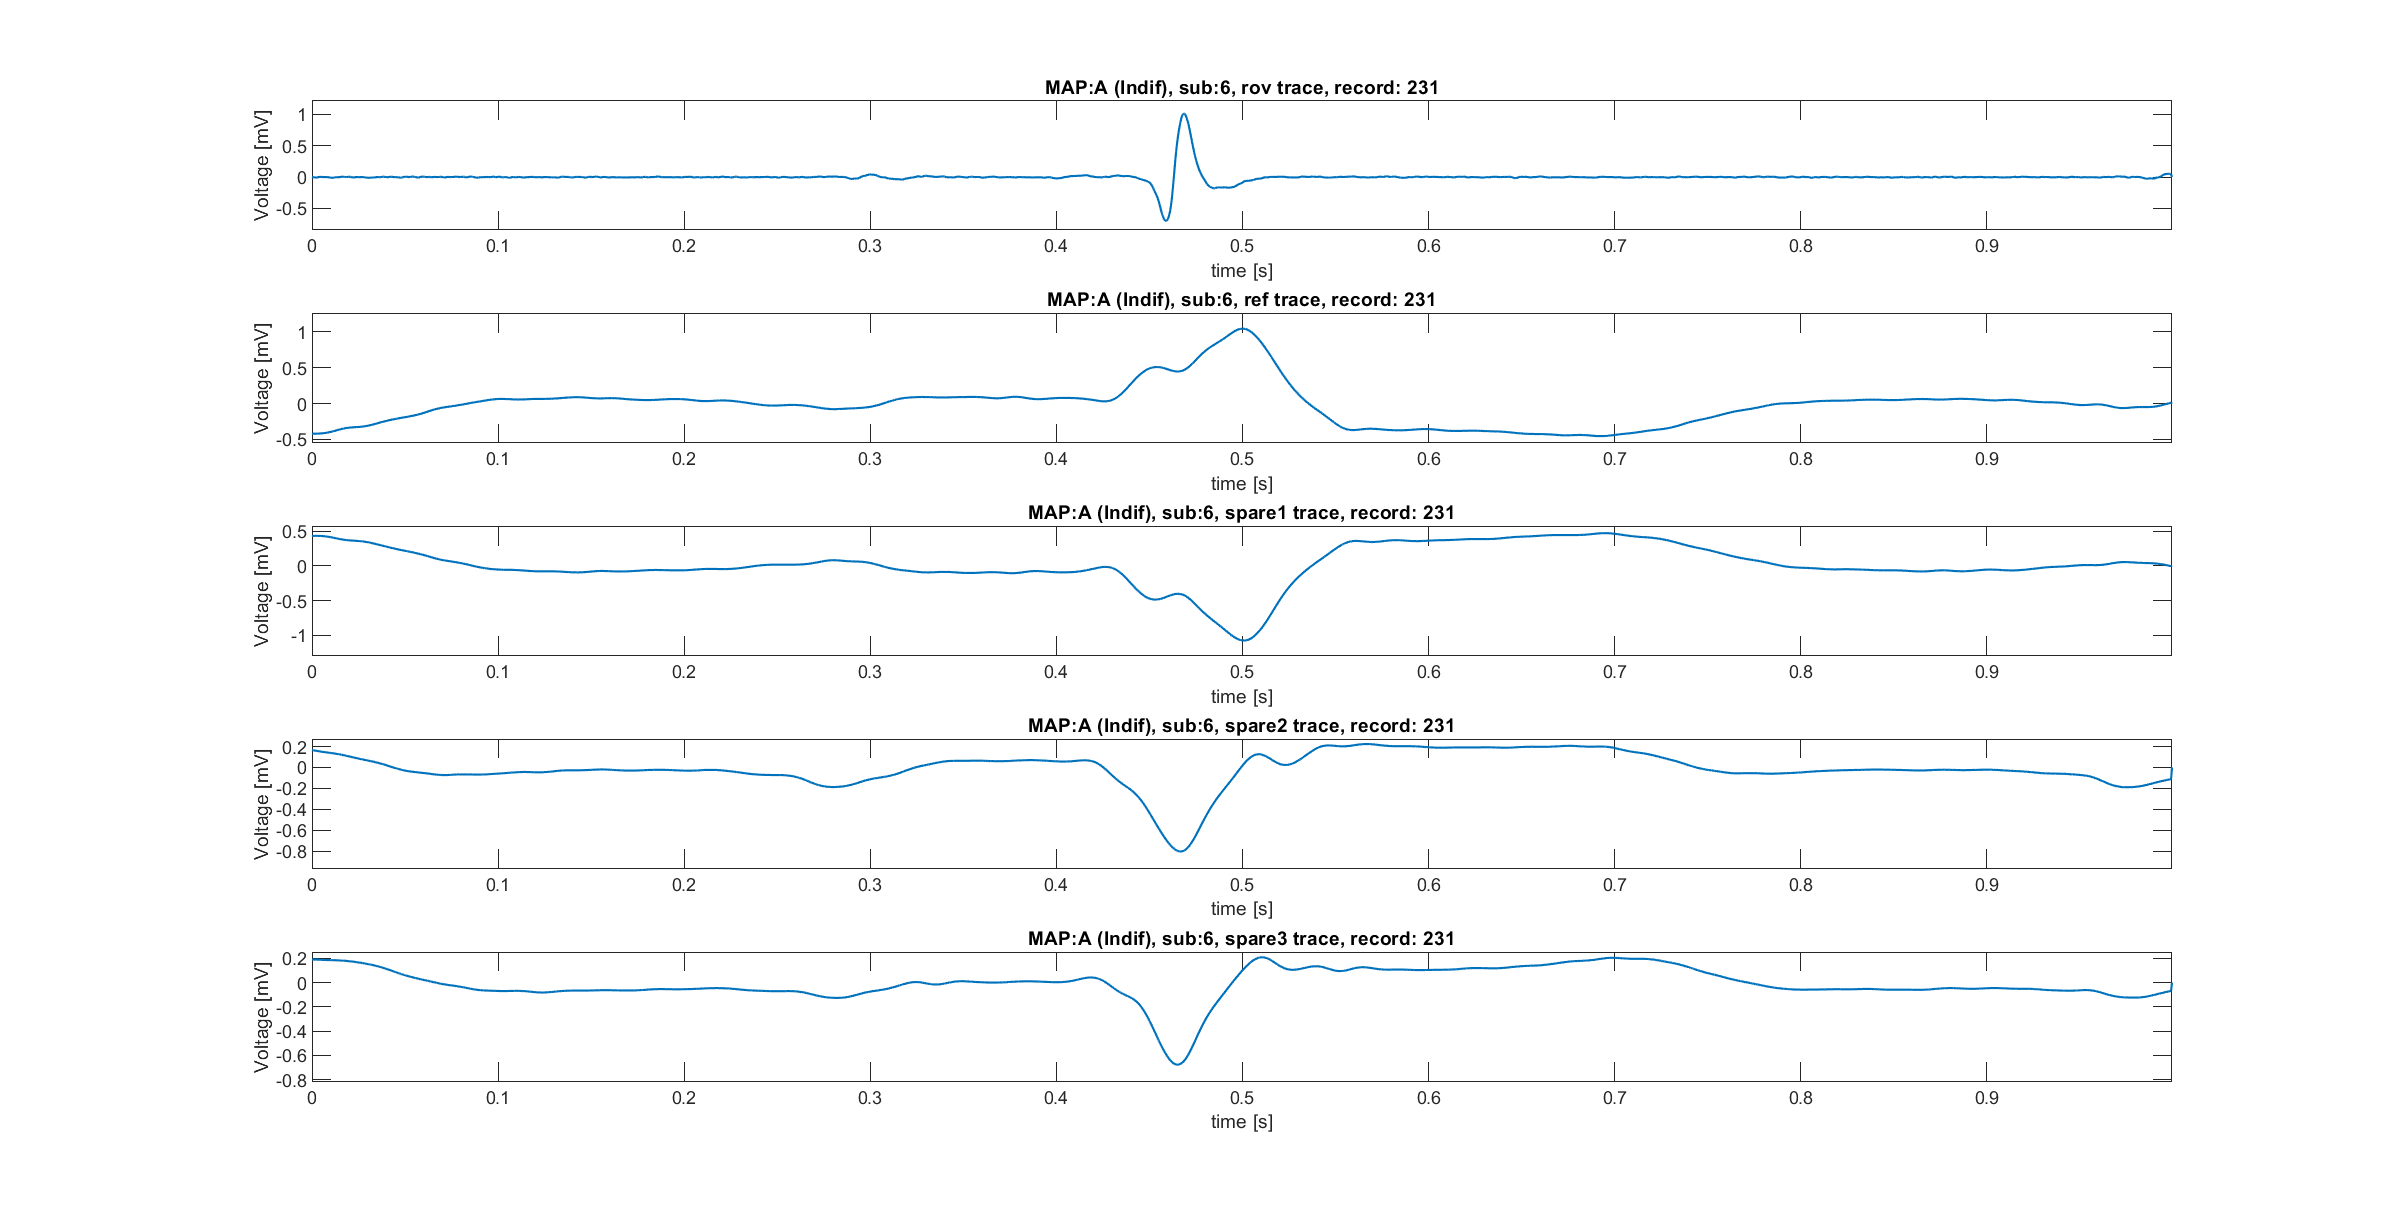 MAP:A (Indif), sub:6, rov trace, record: 231
Voltage [mV]
1
0.5
0
-0.5
0 0.1 0.2 0.3 0.4 0.5 0.6 0.7 0.8 0.9
time [s]
MAP:A (Indif), sub:6, ref trace, record: 231
Voltage [mV]
1
0.5
0
-0.5
0 0.1 0.2 0.3 0.4 0.5 0.6 0.7 0.8 0.9
time [s]
MAP:A (Indif), sub:6, spare1 trace, record: 231
Voltage [mV]
0.5
0
-0.5
-1
0 0.1 0.2 0.3 0.4 0.5 0.6 0.7 0.8 0.9
time [s]
MAP:A (Indif), sub:6, spare2 trace, record: 231
Voltage [mV]
0.2
0
-0.2
-0.4
-0.6
-0.8
0 0.1 0.2 0.3 0.4 0.5 0.6 0.7 0.8 0.9
time [s]
MAP:A (Indif), sub:6, spare3 trace, record: 231
Voltage [mV]
0.2
0
-0.2
-0.4
-0.6
-0.8
0 0.1 0.2 0.3 0.4 0.5 0.6 0.7 0.8 0.9
time [s]